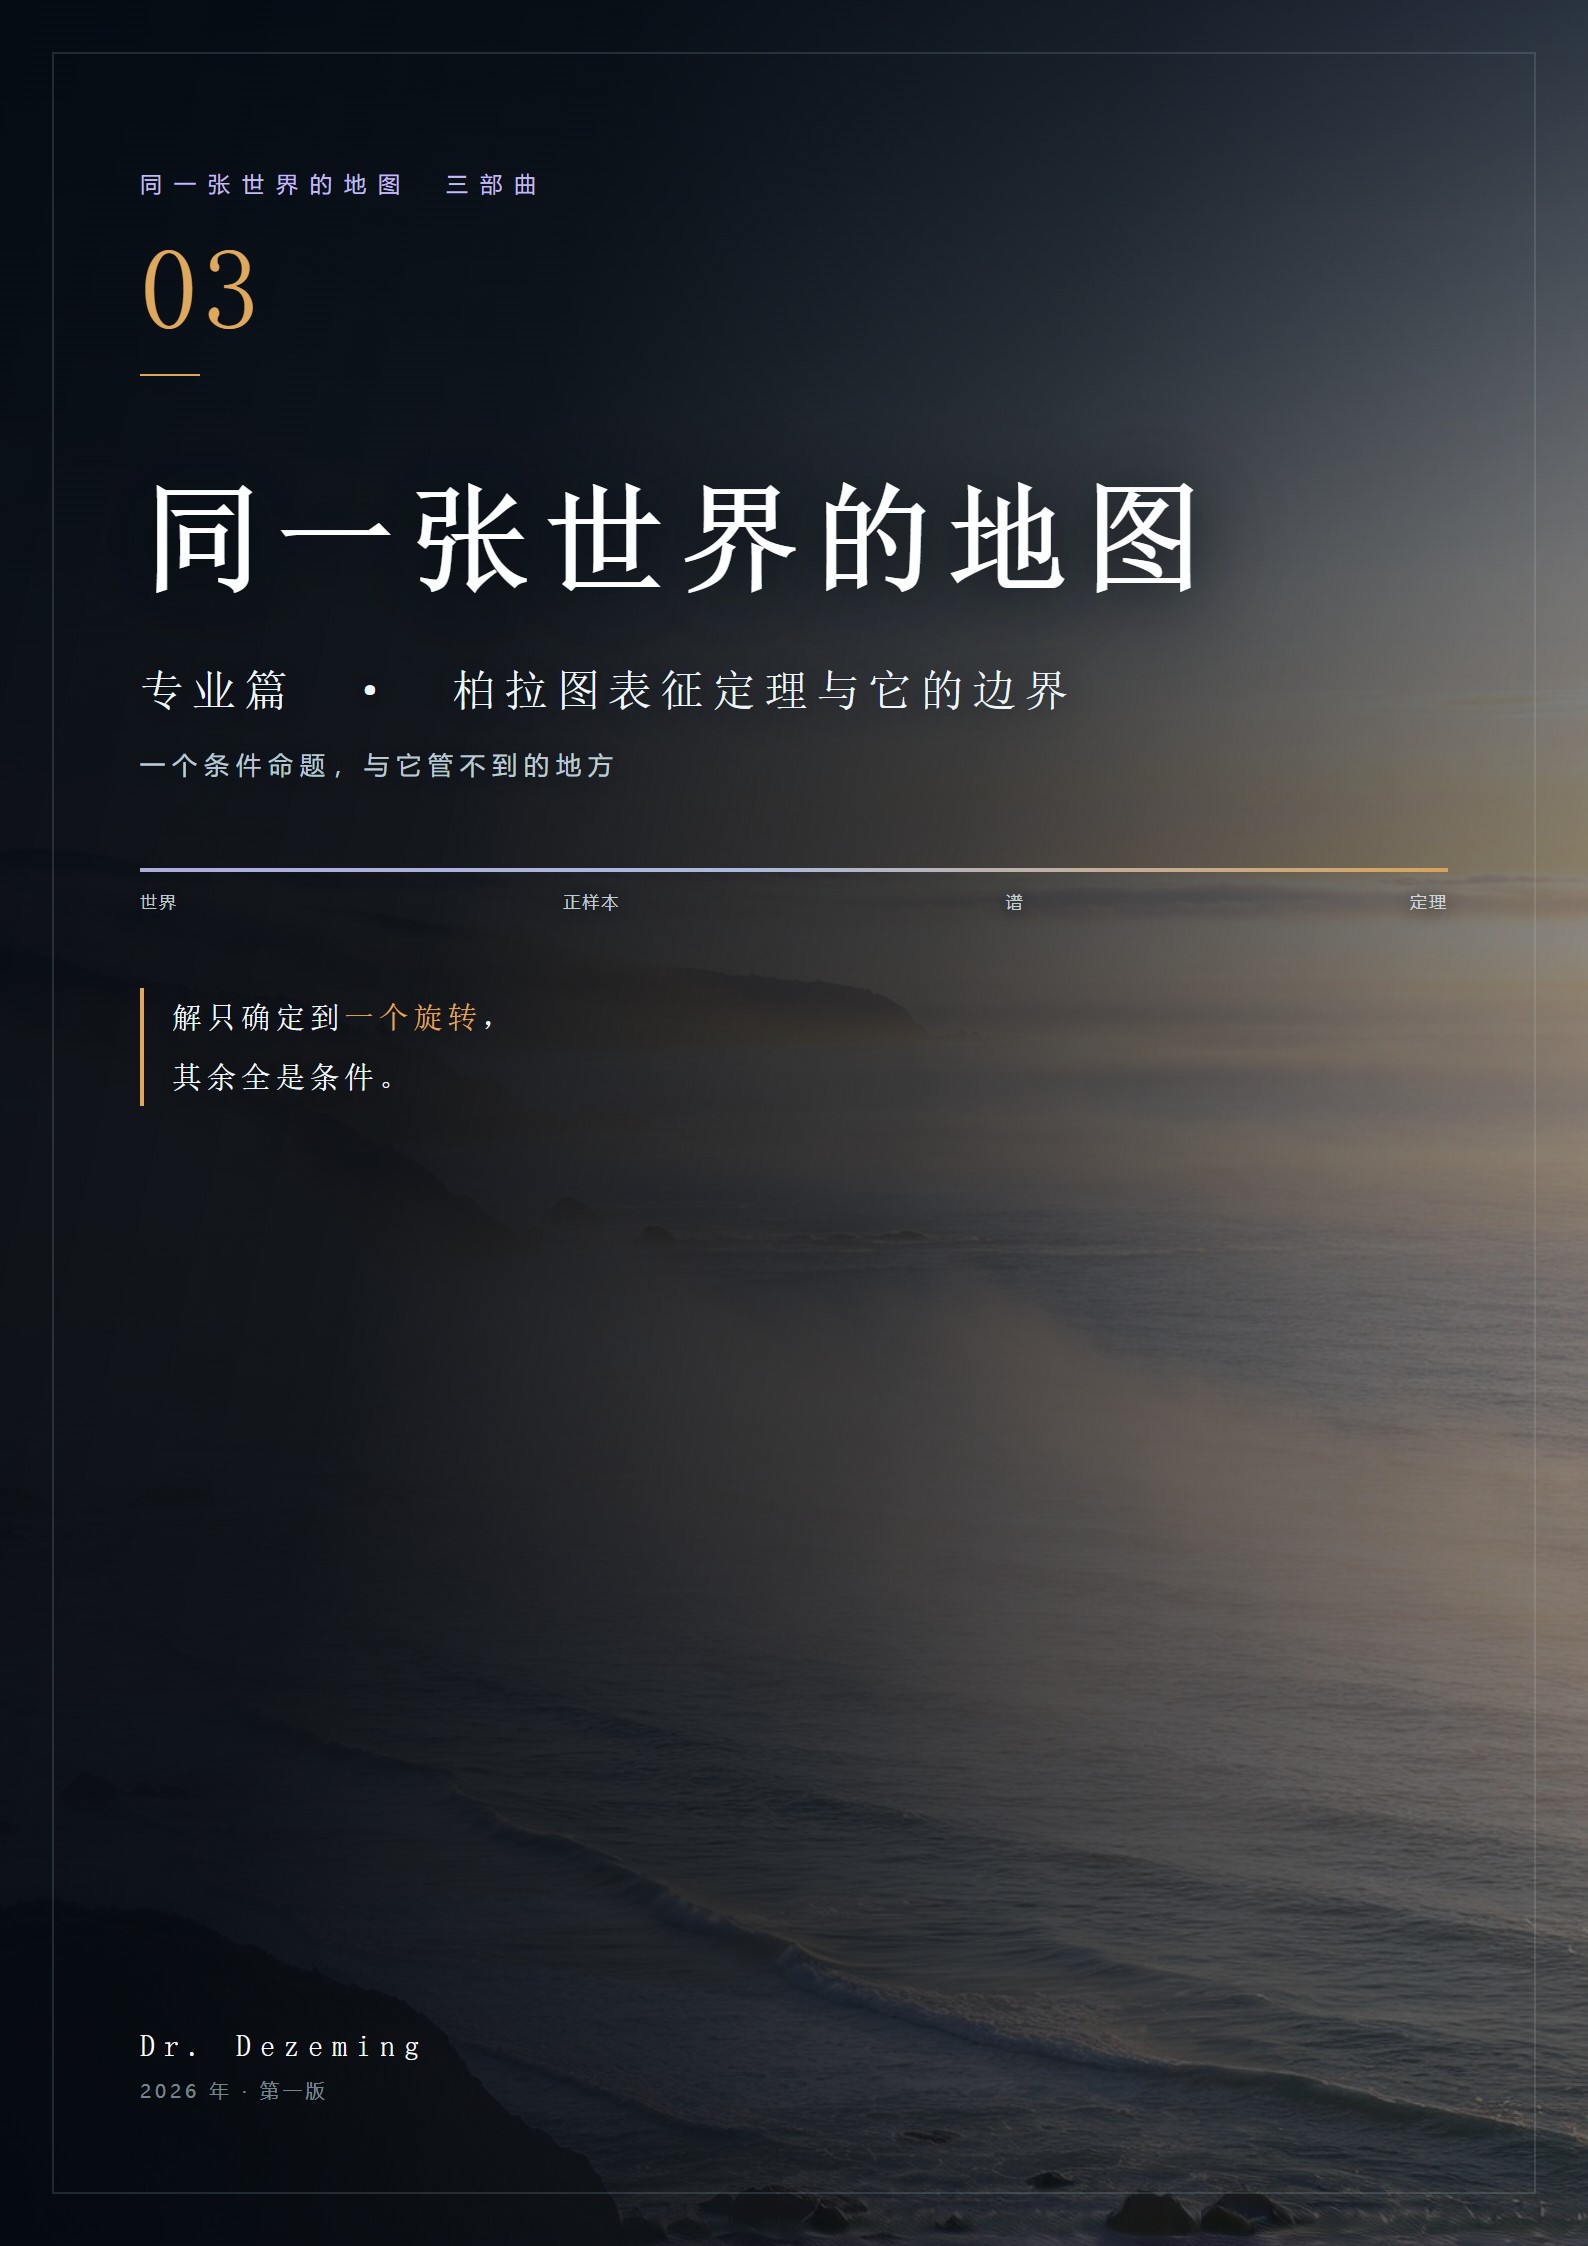 同一张世界的地图 三部曲
03
同一张世界的地图
专业篇 • 柏拉图表征定理与它的边界
一个条件命题，与它管不到的地方
世界 正样本 谱 定理
解只确定到一个旋转，
其余全是条件。
Dr. Dezeming
2026 年 · 第一版